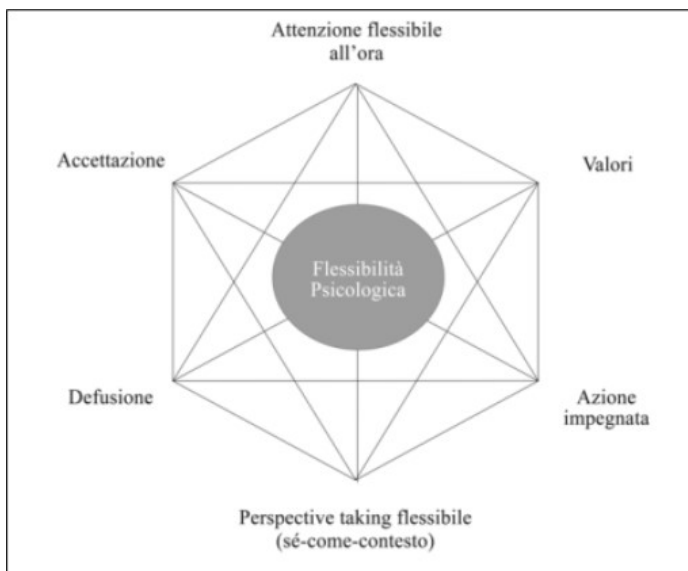 Attenzione flessibile
all’ora
Accettazione
Valori
Flessibilità
Psicologica
Defusione
Azione
impegnata
Perspective taking flessibile
(sé-come-contesto)